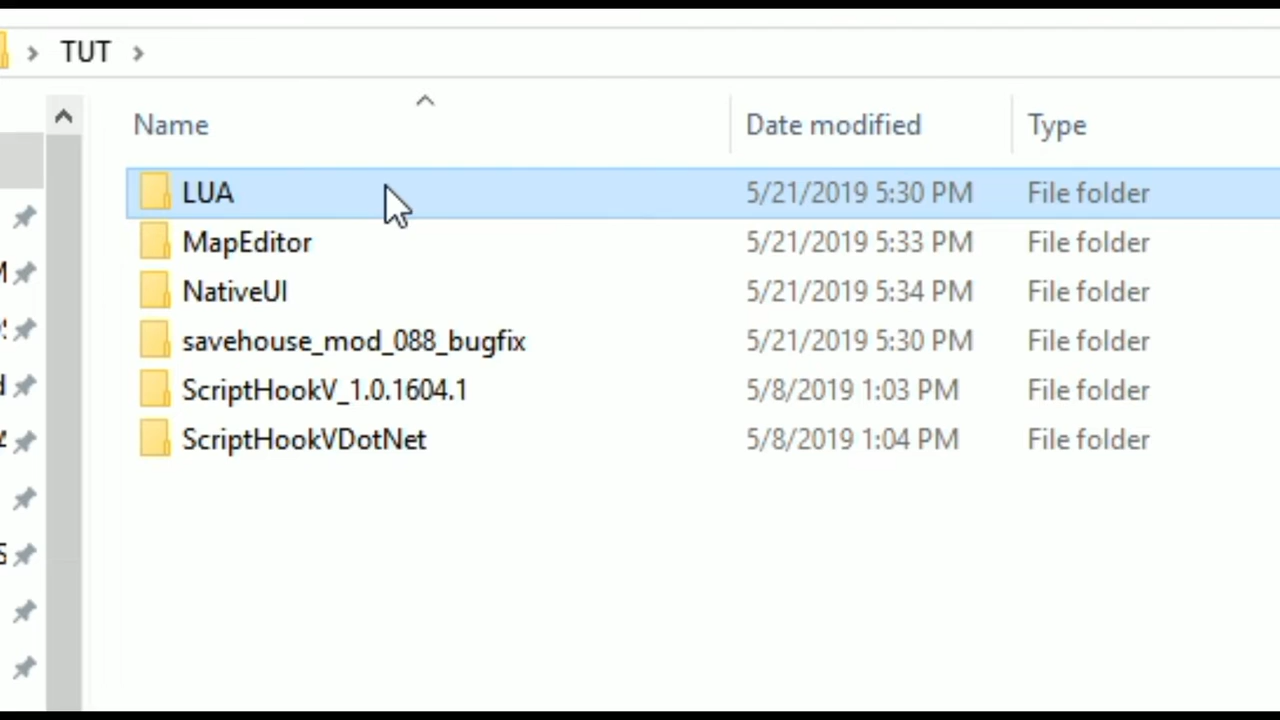 TUT
Name Date modified Type
LUA 5/21/2019 5:30 PM File folder
MapEditor 5/21/2019 5:33 PM File folder
NativeUI 5/21/2019 5:34 PM File folder
savehouse_mod_088_bugfix 5/21/2019 5:30 PM File folder
ScriptHookV_1.0.1604.1 5/8/2019 1:03 PM File folder
ScriptHookVDotNet 5/8/2019 1:04 PM File folder